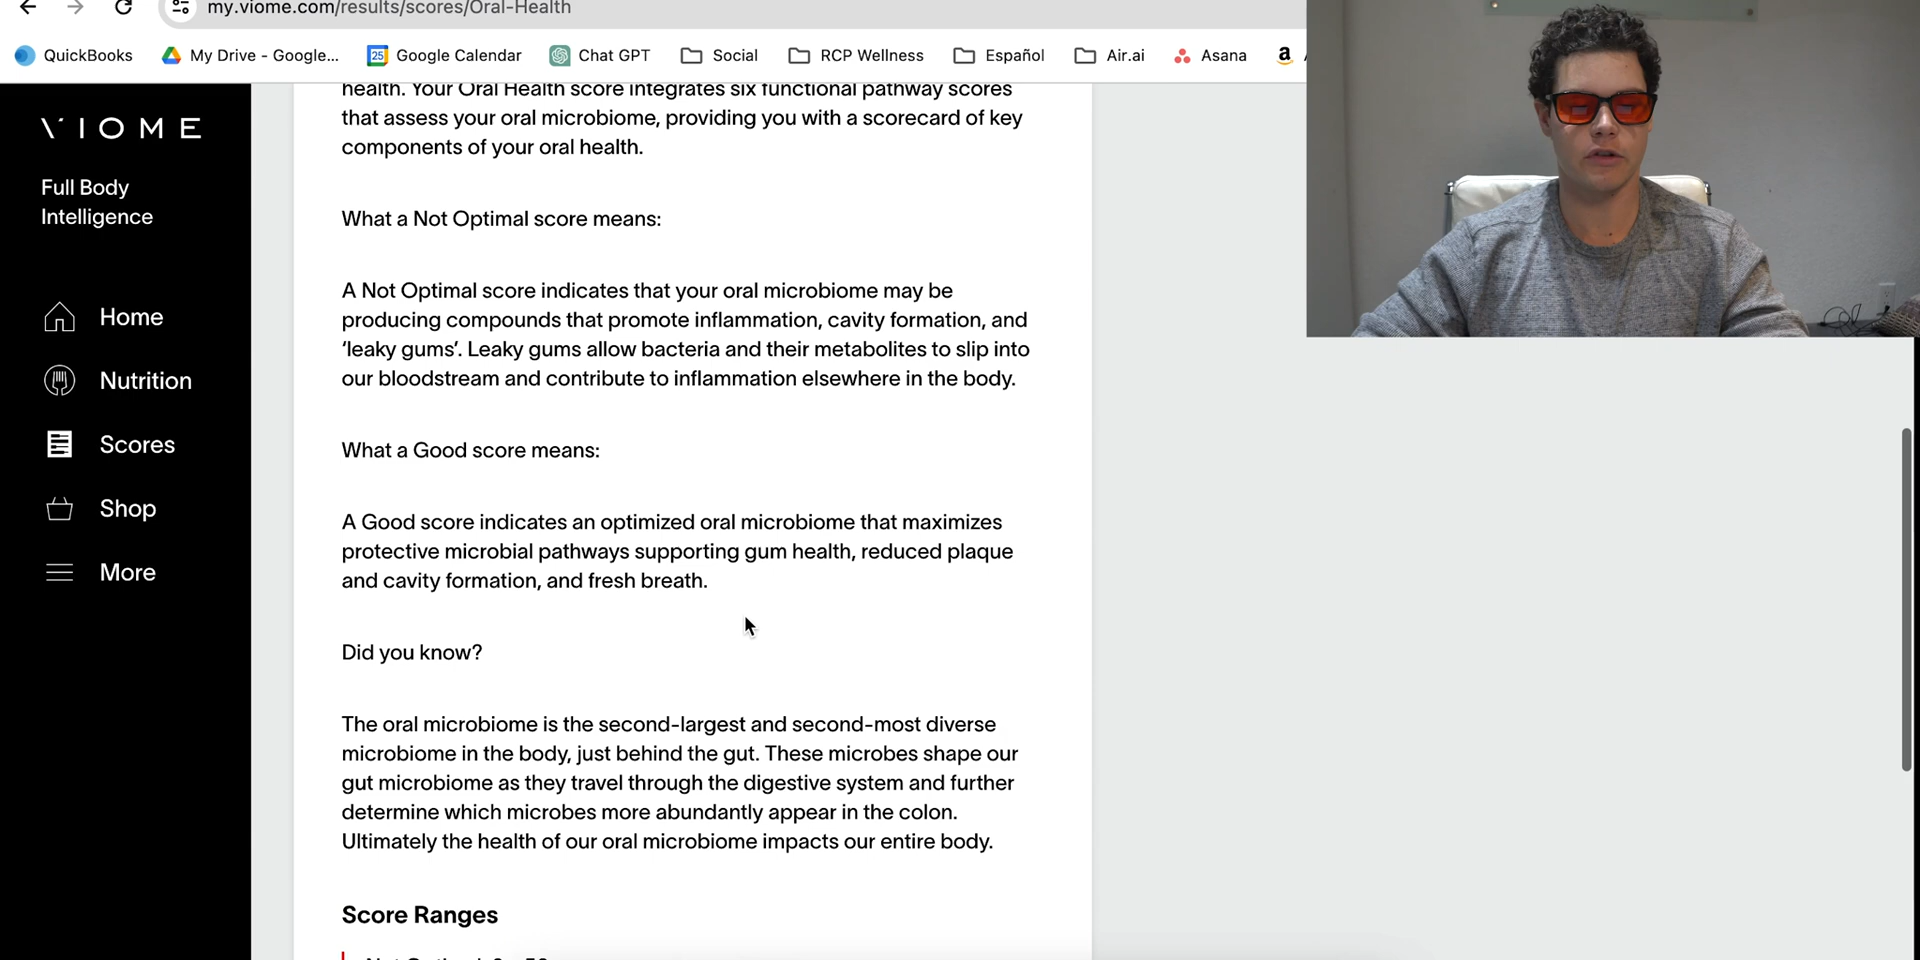 my.viome.com/results/scores/Oral-Health
QuickBooks
My Drive - Google...
25
Google Calendar
Chat GPT
Social
RCP Wellness
Español
Air.ai
Asana
a
VIOME
Full Body
Intelligence
Home
Nutrition
Scores
Shop
More
health. Your Oral Health score integrates six functional pathway scores
that assess your oral microbiome, providing you with a scorecard of key
components of your oral health.
What a Not Optimal score means:
A Not Optimal score indicates that your oral microbiome may be
producing compounds that promote inflammation, cavity formation, and
‘leaky gums’. Leaky gums allow bacteria and their metabolites to slip into
our bloodstream and contribute to inflammation elsewhere in the body.
What a Good score means:
A Good score indicates an optimized oral microbiome that maximizes
protective microbial pathways supporting gum health, reduced plaque
and cavity formation, and fresh breath.
Did you know?
The oral microbiome is the second-largest and second-most diverse
microbiome in the body, just behind the gut. These microbes shape our
gut microbiome as they travel through the digestive system and further
determine which microbes more abundantly appear in the colon.
Ultimately the health of our oral microbiome impacts our entire body.
Score Ranges